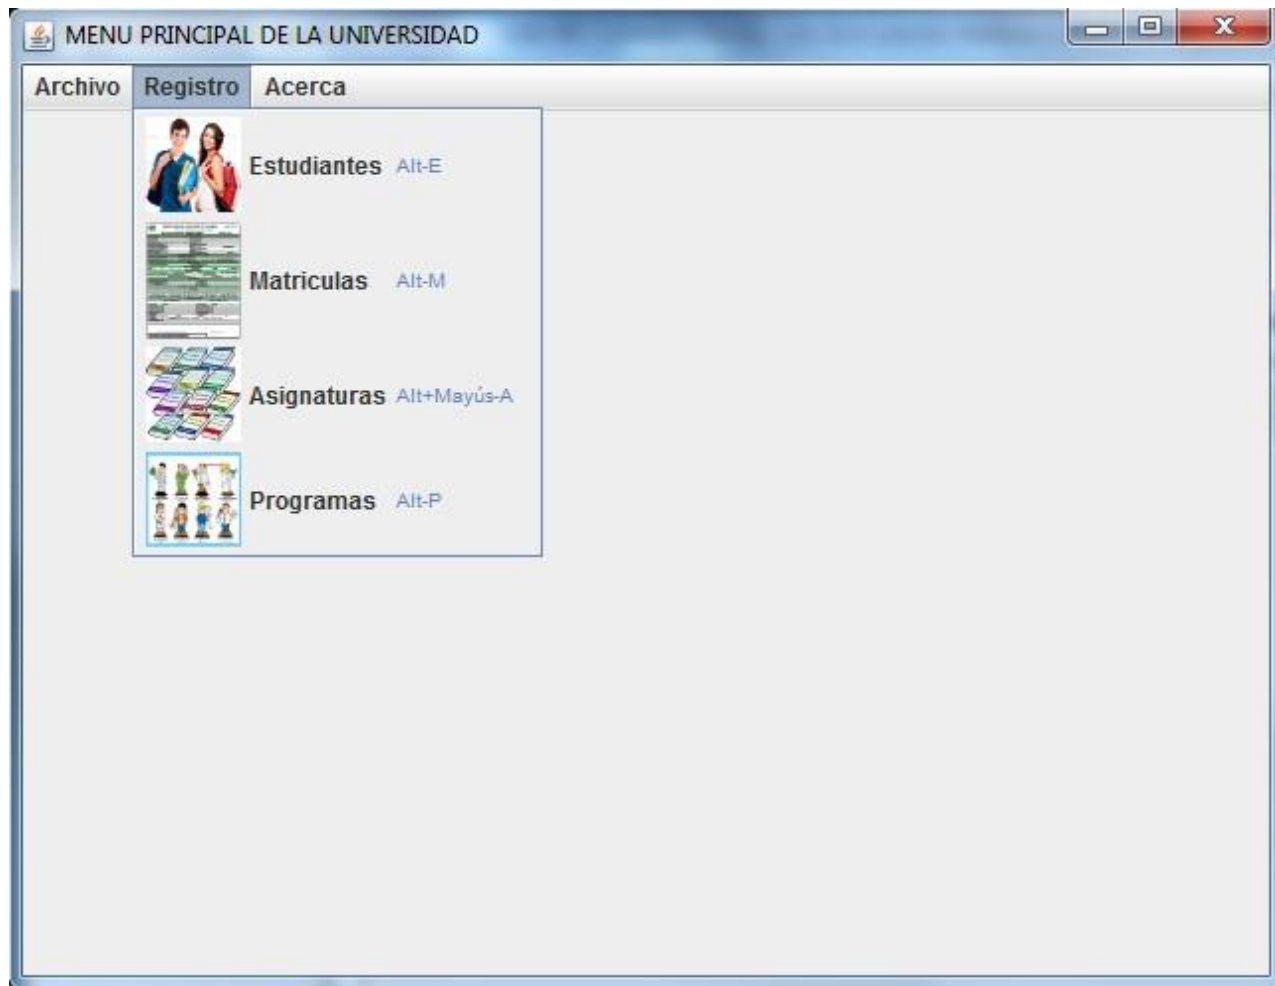 MENU PRINCIPAL DE LA UNIVERSIDAD
Archivo Registro Acerca
Estudiantes Alt-E
Matriculas Alt-M
Asignaturas Alt+Mayús-A
Programas Alt-P